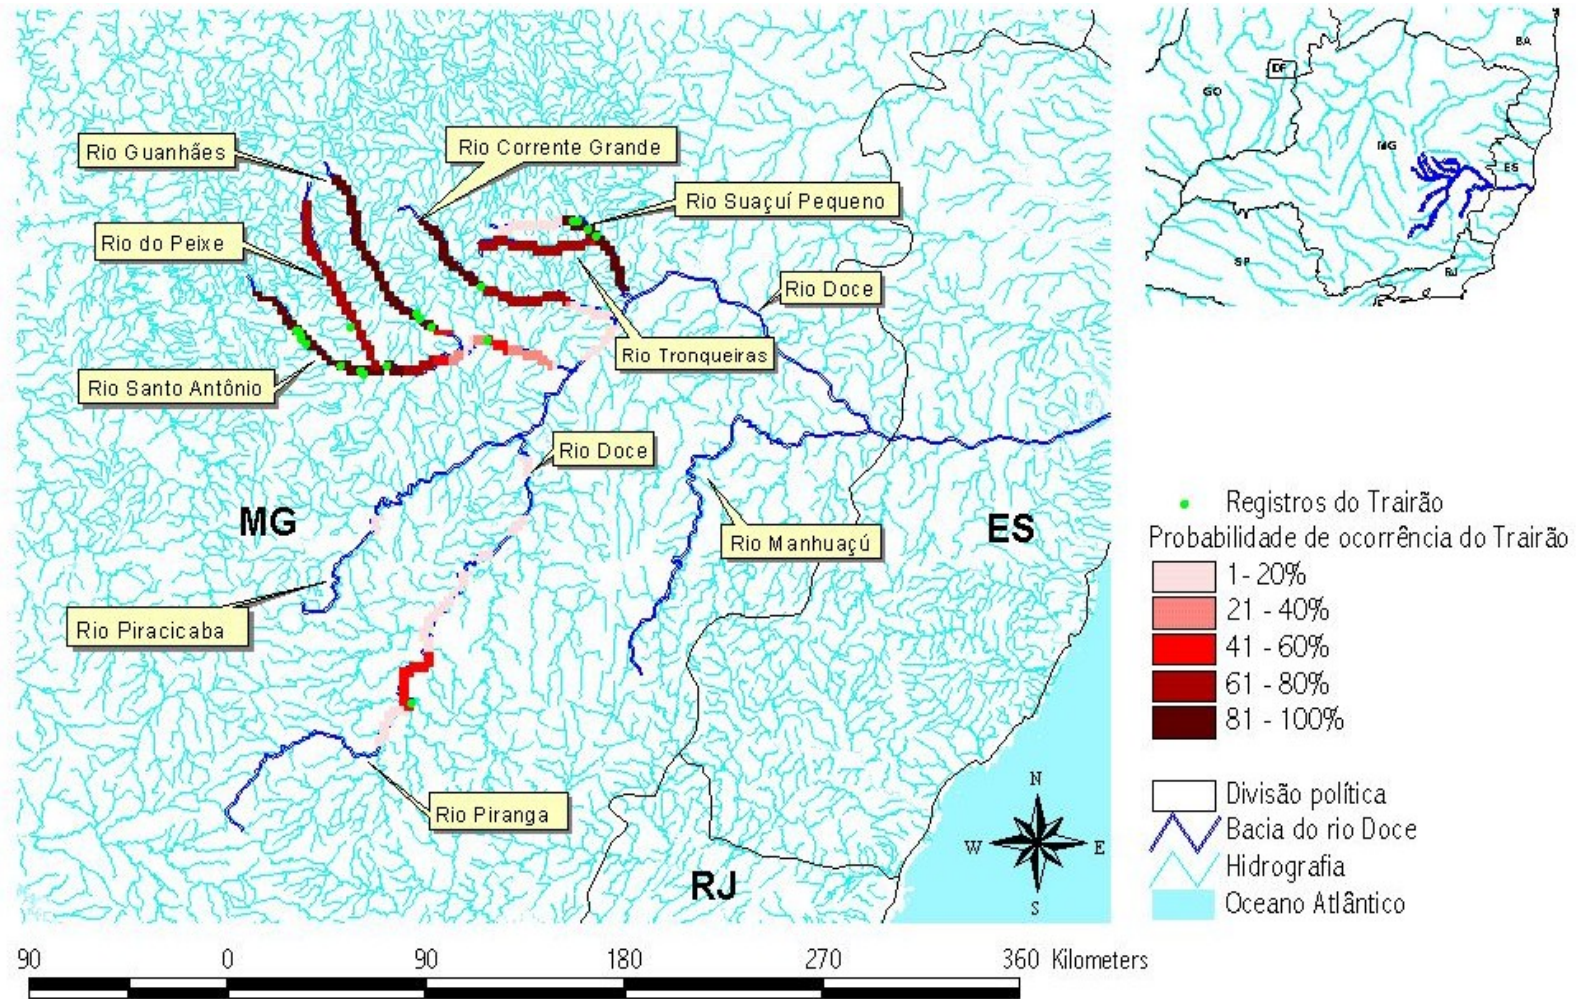 Rio Guanhães
Rio Corrente Grande
Rio Suaçuí Pequeno
Rio do Peixe
Rio Doce
Rio Tronqueiras
Rio Santo Antônio
Rio Doce
MG
ES
Rio Manhuaçú
Rio Piracicaba
Rio Piranga
RJ
N
W
E
S
90
0
90
180
270
360 Kilometers
BA
DF
GO
MG
ES
SP
RJ
Registros do Trairão
Probabilidade de ocorrência do Trairão
1 - 20%
21 - 40%
41 - 60%
61 - 80%
81 - 100%
Divisão política
Bacia do rio Doce
Hidrografia
Oceano Atlântico